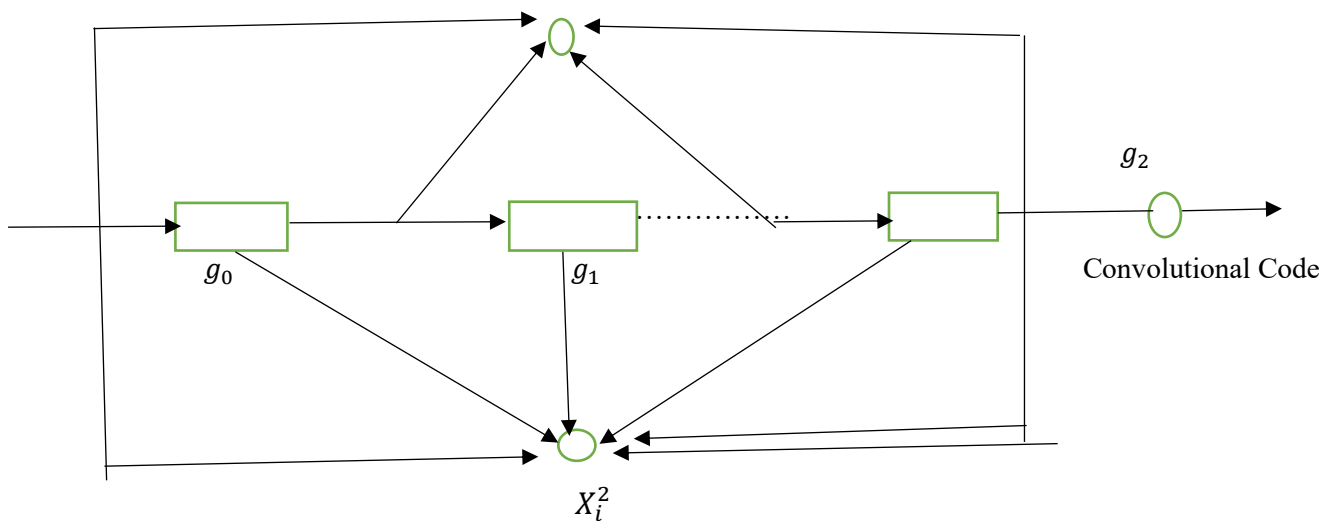 g₂
g₀
g₁
Convolutional Code
X_i^2